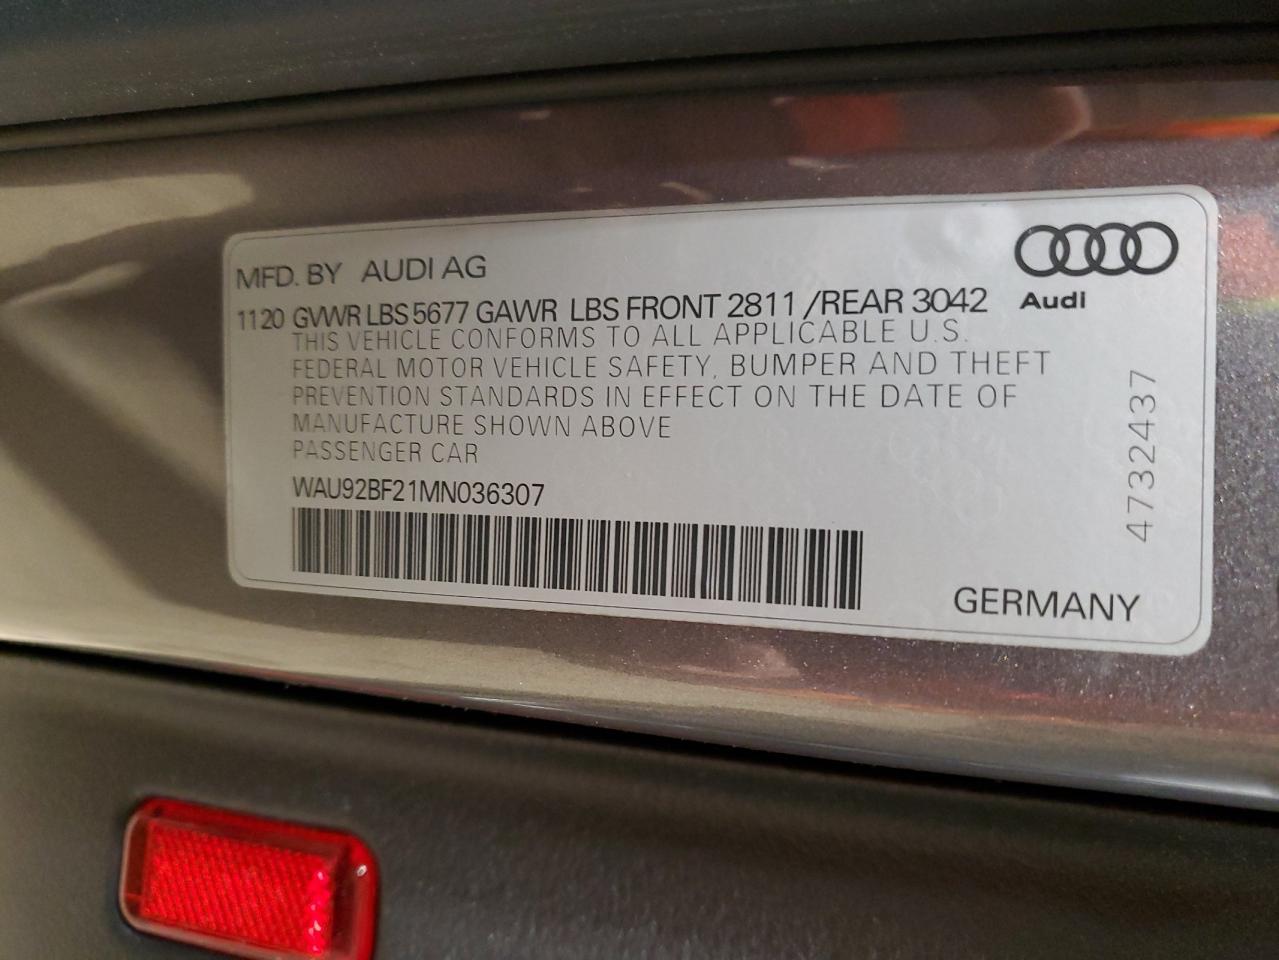 MFD. BY AUDI AG
Audi
1120 GVWR LBS 5677 GAWR LBS FRONT 2811 /REAR 3042
THIS VEHICLE CONFORMS TO ALL APPLICABLE U.S.
FEDERAL MOTOR VEHICLE SAFETY, BUMPER AND THEFT
PREVENTION STANDARDS IN EFFECT ON THE DATE OF
MANUFACTURE SHOWN ABOVE
PASSENGER CAR
WAU92BF21MN036307
4732437
GERMANY